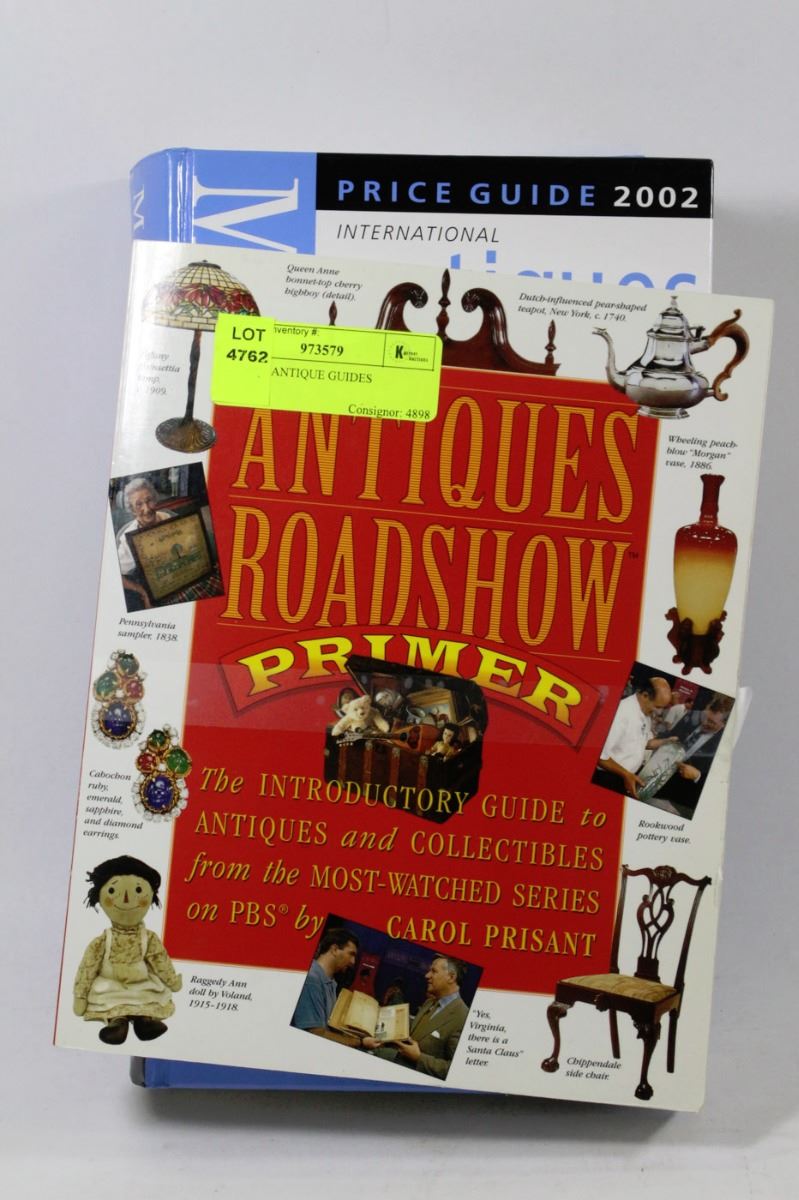 M
M
PRICE GUIDE 2002
INTERNATIONAL
Queen Anne
bonnet-top cherry
highboy (detail).
Dutch-influenced pear-shaped
teapot, New York, c. 1740.
LOT
4762
nventory #:
973579
K
ANTIQUE GUIDES
Consignor: 4898
1909.
Wheeling peach-
blow "Morgan"
vase, 1886.
ANTIQUES
ROADSHOW™
PRIMER
Pennsylvania
sampler, 1838.
Cabochon
ruby,
emerald,
sapphire,
and diamond
earrings.
Rookwood
pottery vase.
The INTRODUCTORY GUIDE to
ANTIQUES and COLLECTIBLES
from the MOST-WATCHED SERIES
on PBS® by CAROL PRISANT
Raggedy Ann
doll by Voland,
1915-1918.
"Yes,
Virginia,
there is a
Santa Claus"
letter.
Chippendale
side chair.